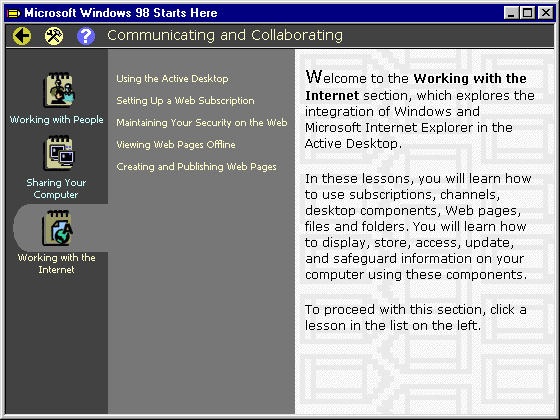 Microsoft Windows 98 Starts Here
? Communicating and Collaborating
Working with People
Sharing Your
Computer
Working with the
Internet
Using the Active Desktop
Setting Up a Web Subscription
Maintaining Your Security on the Web
Viewing Web Pages Offline
Creating and Publishing Web Pages
Welcome to the Working with the
Internet section, which explores the
integration of Windows and
Microsoft Internet Explorer in the
Active Desktop.
In these lessons, you will learn how
to use subscriptions, channels,
desktop components, Web pages,
files and folders. You will learn how
to display, store, access, update,
and safeguard information on your
computer using these components.
To proceed with this section, click a
lesson in the list on the left.